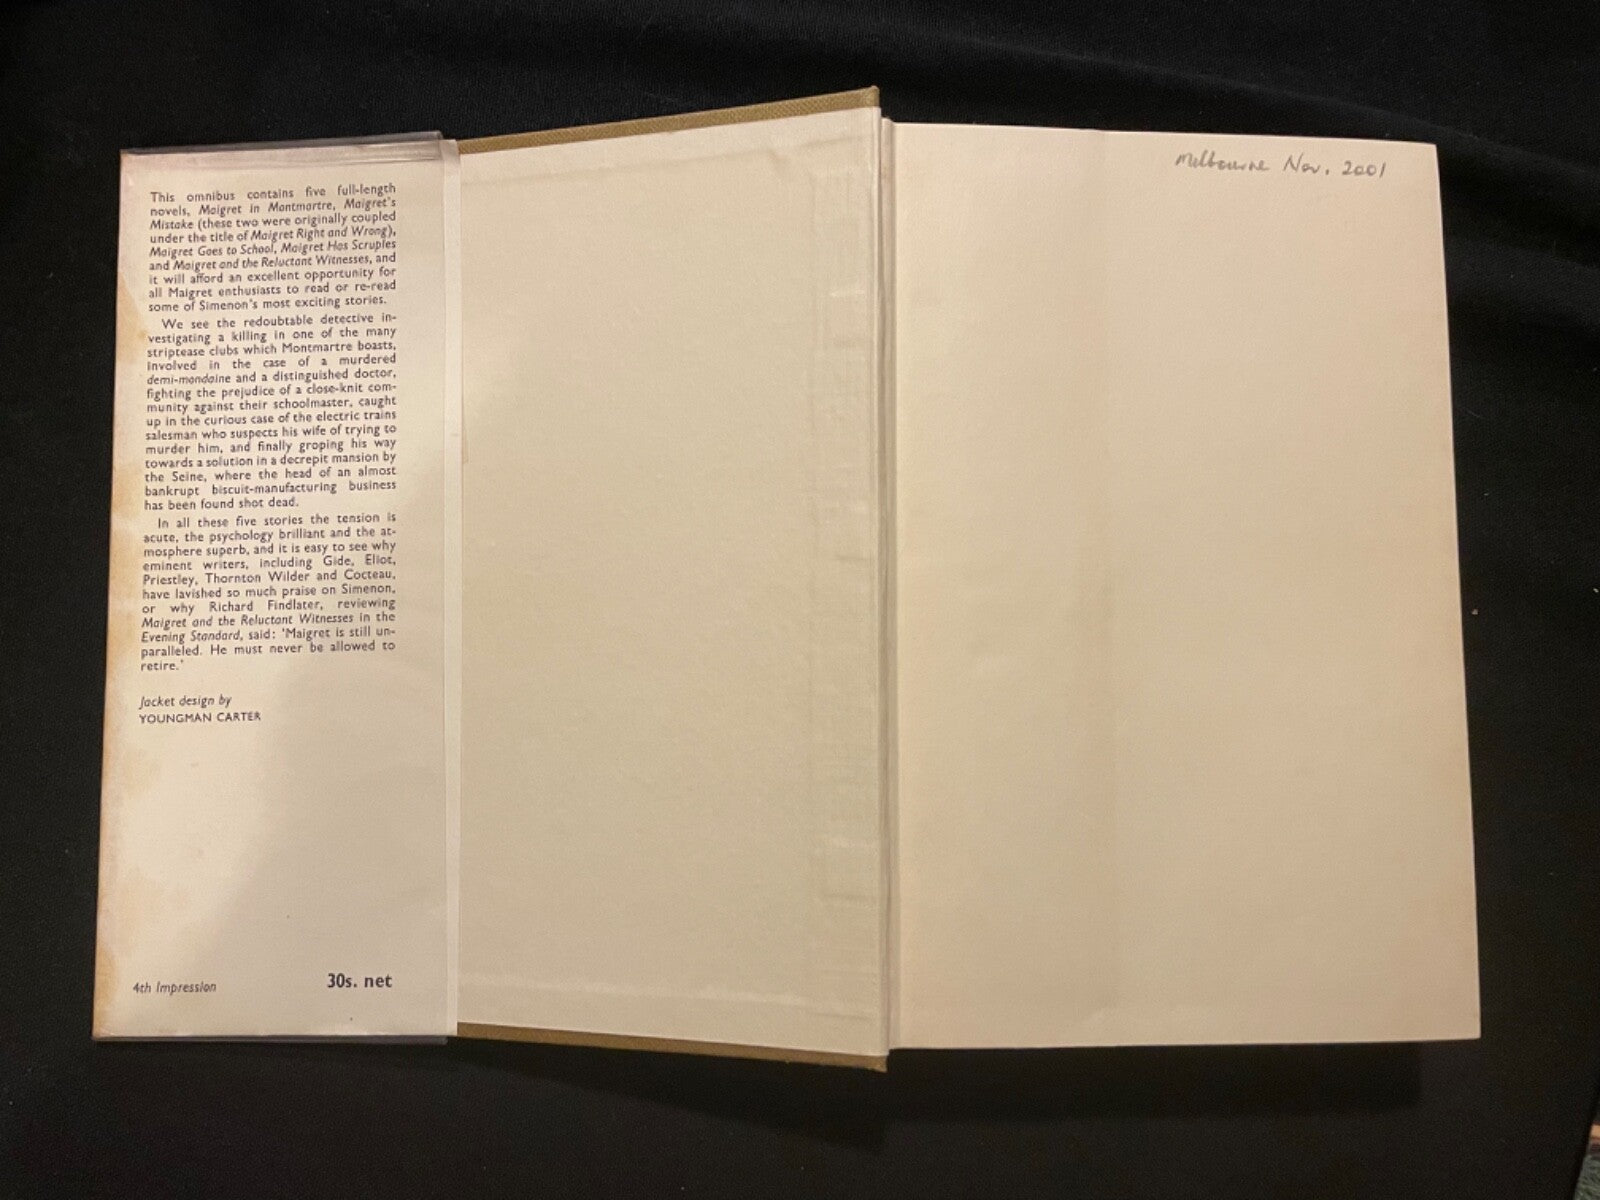 This omnibus contains five full-length
novels, Maigret in Montmartre, Maigret's
Mistake (these two were originally coupled
under the title of Maigret Right and Wrong),
Maigret Goes to School, Maigret Has Scruples
and Maigret and the Reluctant Witnesses, and
it will afford an excellent opportunity for
all Maigret enthusiasts to read or re-read
some of Simenon's most exciting stories.
We see the redoubtable detective in-
vestigating a killing in one of the many
striptease clubs which Montmartre boasts,
involved in the case of a murdered
demi-mondaine and a distinguished doctor,
fighting the prejudice of a close-knit com-
munity against their schoolmaster, caught
up in the curious case of the electric trains
salesman who suspects his wife of trying to
murder him, and finally groping his way
towards a solution in a decrepit mansion by
the Seine, where the head of an almost
bankrupt biscuit-manufacturing business
has been found shot dead.
In all these five stories the tension is
acute, the psychology brilliant and the at-
mosphere superb, and it is easy to see why
eminent writers, including Gide, Eliot,
Priestley, Thornton Wilder and Cocteau,
have lavished so much praise on Simenon,
or why Richard Findlater, reviewing
Maigret and the Reluctant Witnesses in the
Evening Standard, said: 'Maigret is still un-
paralleled. He must never be allowed to
retire.'
Jacket design by
YOUNGMAN CARTER
4th Impression
30s. net
Melbourne Nov. 2001